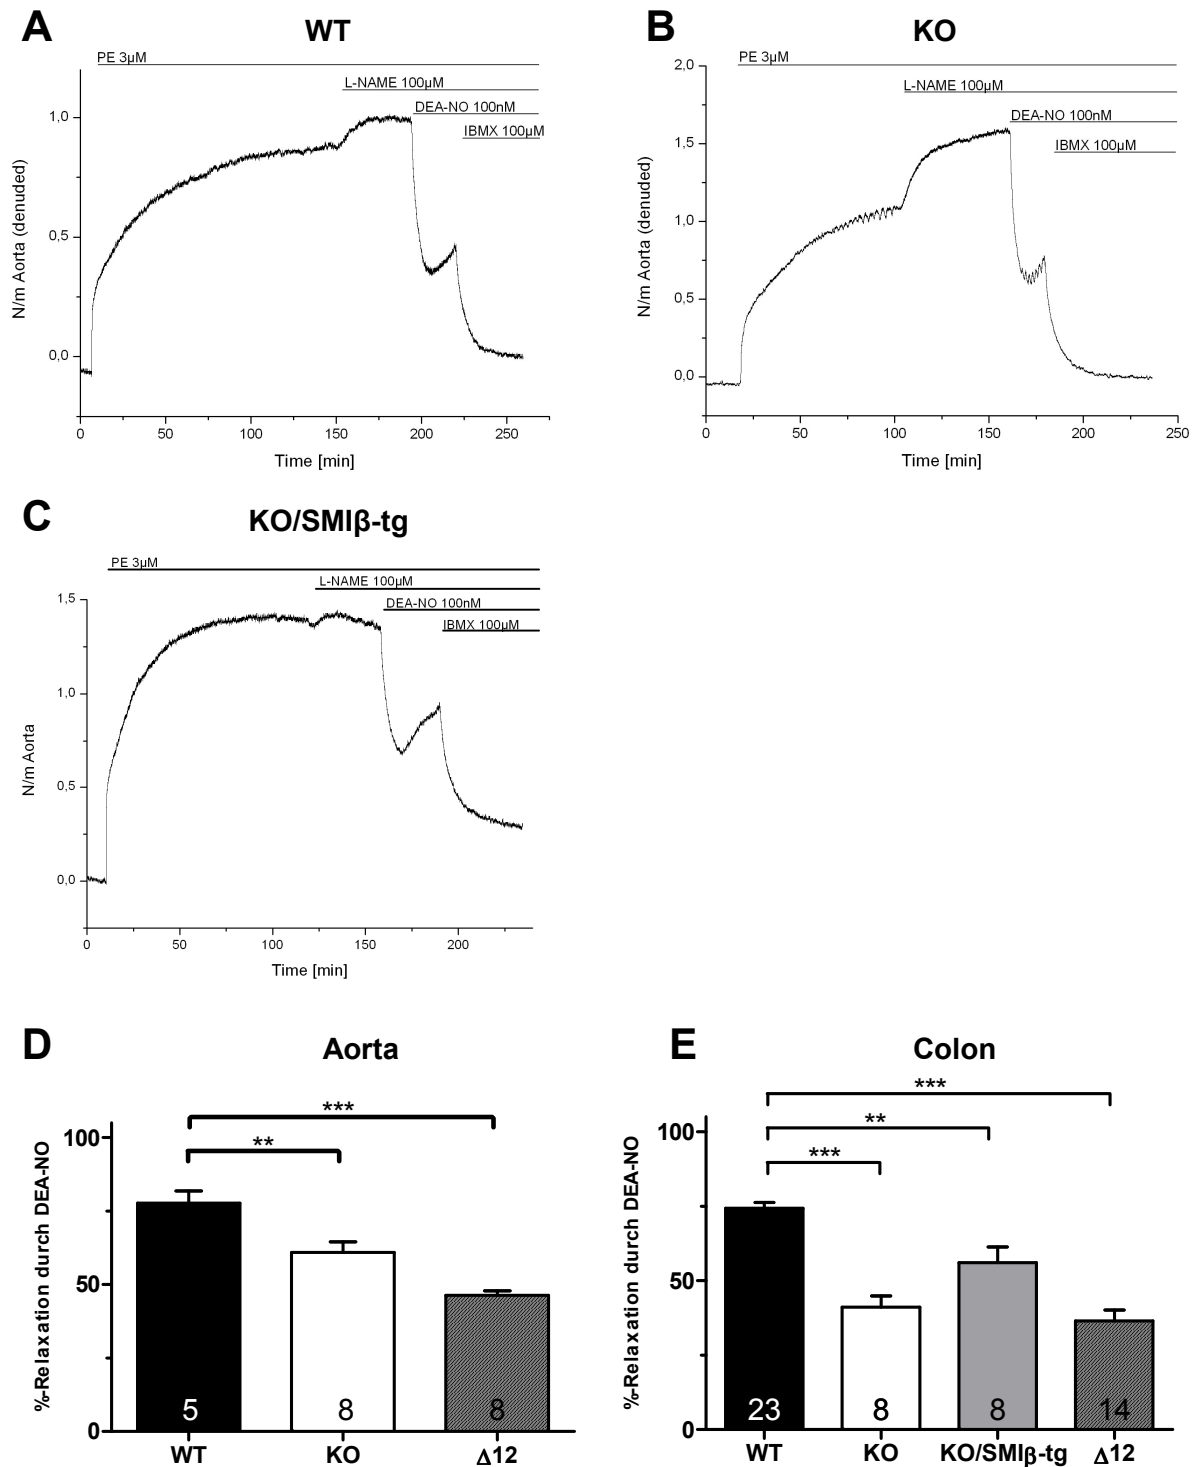 A
WT
PE 3µM
L-NAME 100µM
DEA-NO 100nM
IBMX 100µM
N/m Aorta (denuded)
1,0
0,5
0,0
0 50 100 150 200 250
Time [min]
B
KO
PE 3µM
L-NAME 100µM
DEA-NO 100nM
IBMX 100µM
N/m Aorta (denuded)
2,0
1,5
1,0
0,5
0,0
0 50 100 150 200 250
Time [min]
C
KO/SMIβ-tg
PE 3µM
L-NAME 100µM
DEA-NO 100nM
IBMX 100µM
N/m Aorta
1,5
1,0
0,5
0,0
0 50 100 150 200
Time [min]
D
Aorta
***
**
%-Relaxation durch DEA-NO
100
50
0
5 8 8
WT KO Δ12
E
Colon
***
**
***
%-Relaxation durch DEA-NO
100
50
0
23 8 8 14
WT KO KO/SMIβ-tg Δ12